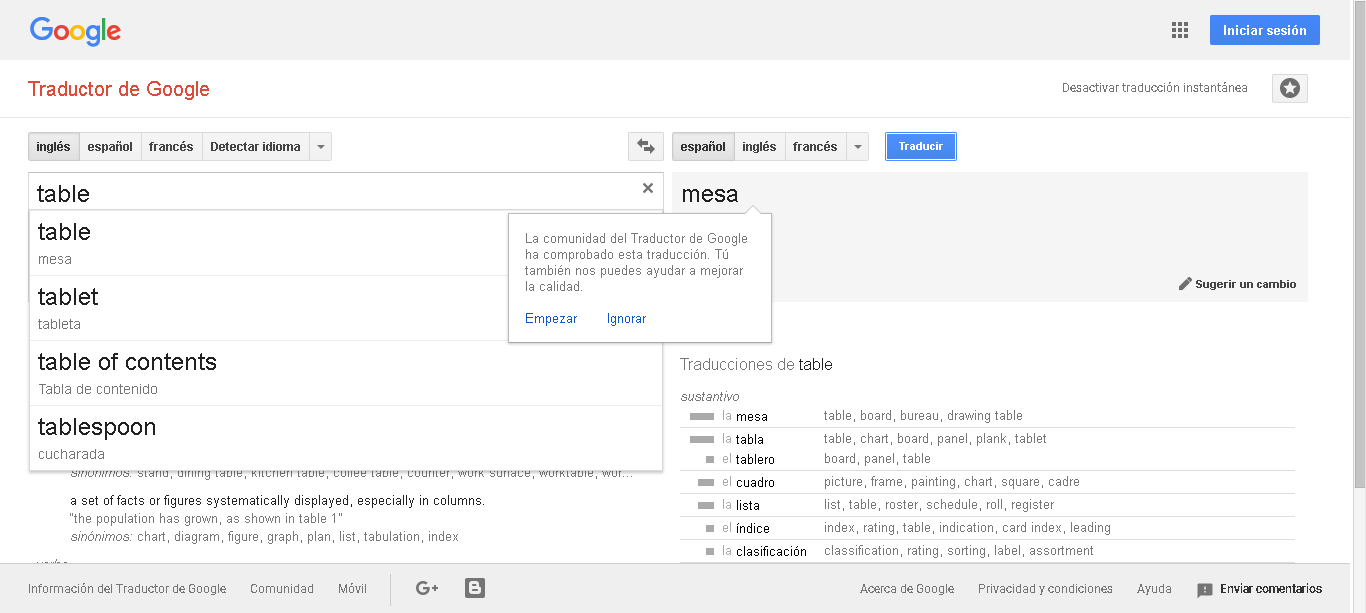 Google
Iniciar sesión
Traductor de Google
Desactivar traducción instantánea
inglés español francés Detectar idioma
español inglés francés Traducir
table
mesa
table
mesa
tablet
tableta
table of contents
Tabla de contenido
tablespoon
cucharada
La comunidad del Traductor de Google
ha comprobado esta traducción. Tú
también nos puedes ayudar a mejorar
la calidad.
Empezar Ignorar
Sugerir un cambio
sinónimos: stand, dining table, kitchen table, coffee table, counter, work surface, worktable, wor...
a set of facts or figures systematically displayed, especially in columns.
"the population has grown, as shown in table 1"
sinónimos: chart, diagram, figure, graph, plan, list, tabulation, index
verbo
Traducciones de table
sustantivo
la mesa table, board, bureau, drawing table
la tabla table, chart, board, panel, plank, tablet
el tablero board, panel, table
el cuadro picture, frame, painting, chart, square, cadre
la lista list, table, roster, schedule, roll, register
el índice index, rating, table, indication, card index, leading
la clasificación classification, rating, sorting, label, assortment
Información del Traductor de Google Comunidad Móvil G+ B
Acerca de Google Privacidad y condiciones Ayuda Enviar comentarios